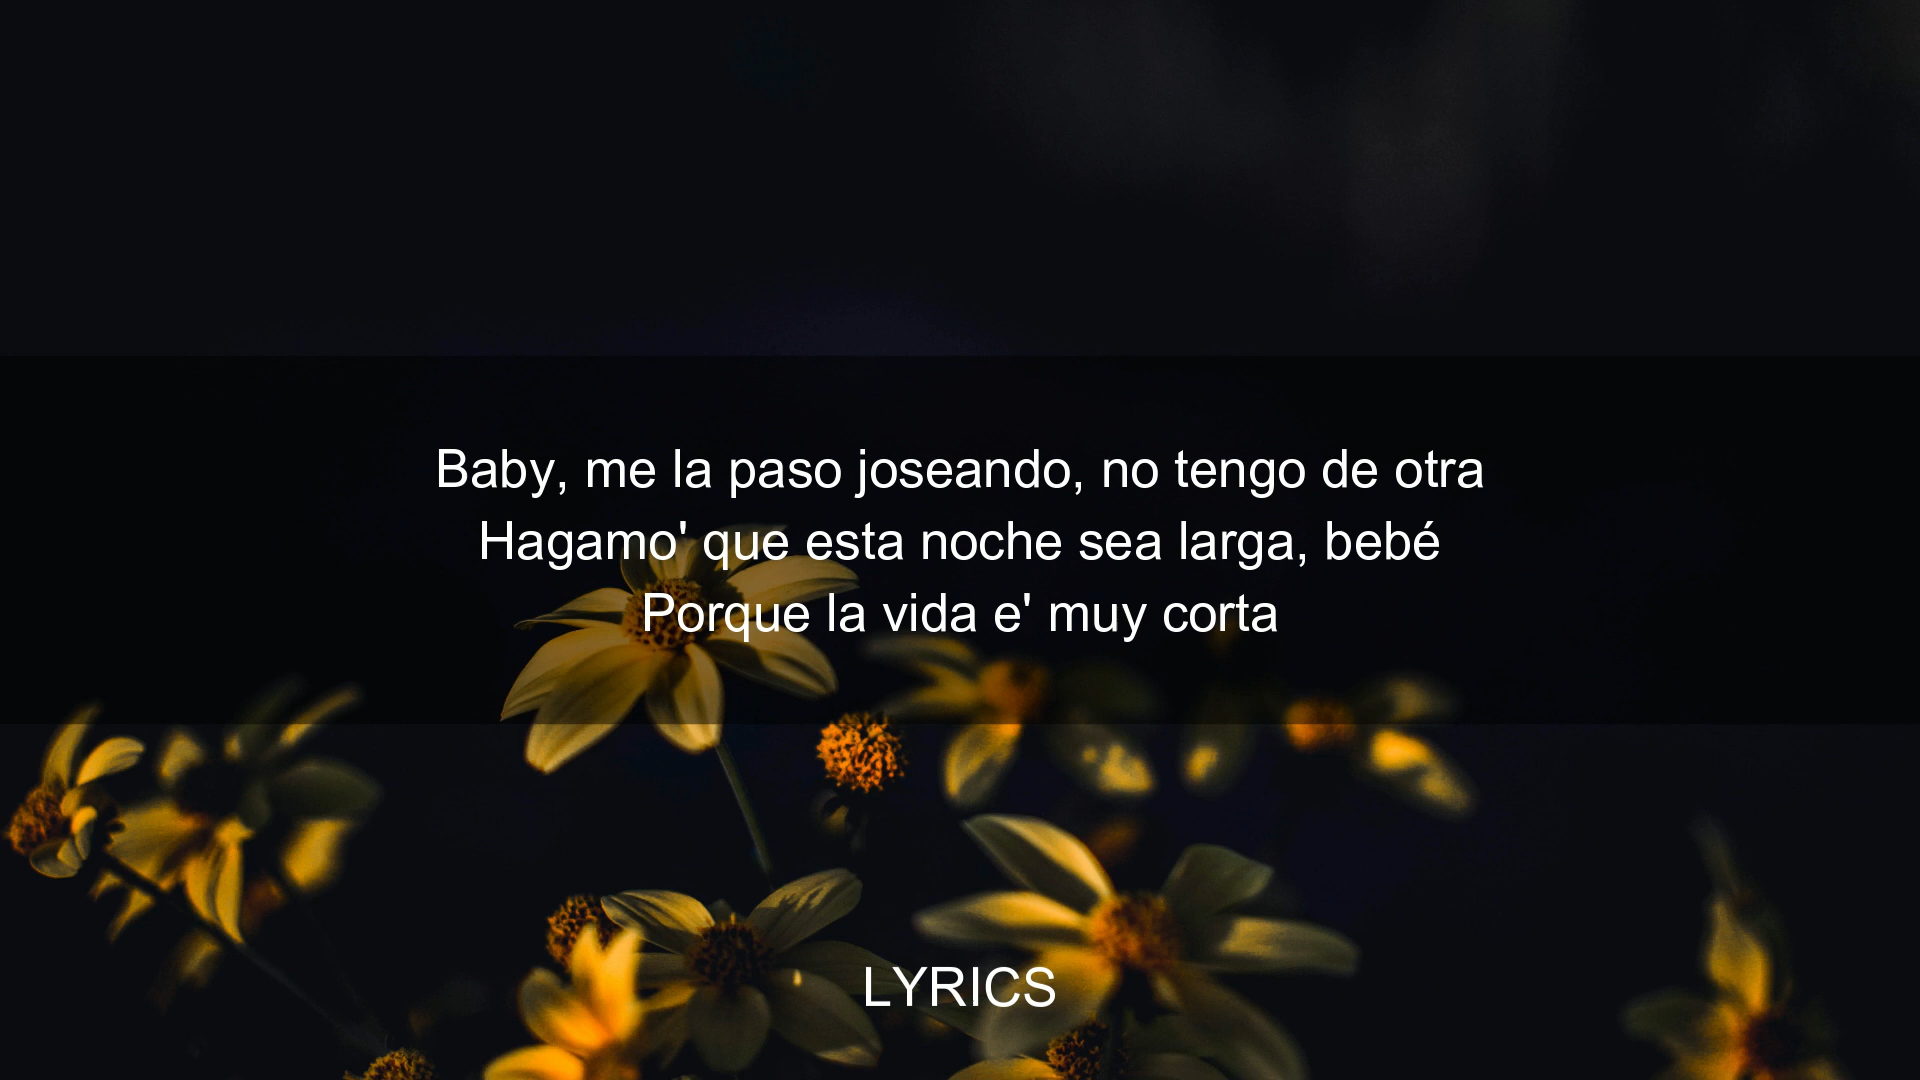 Baby, me la paso joseando, no tengo de otra
Hagamo' que esta noche sea larga, bebé
Porque la vida e' muy corta
LYRICS